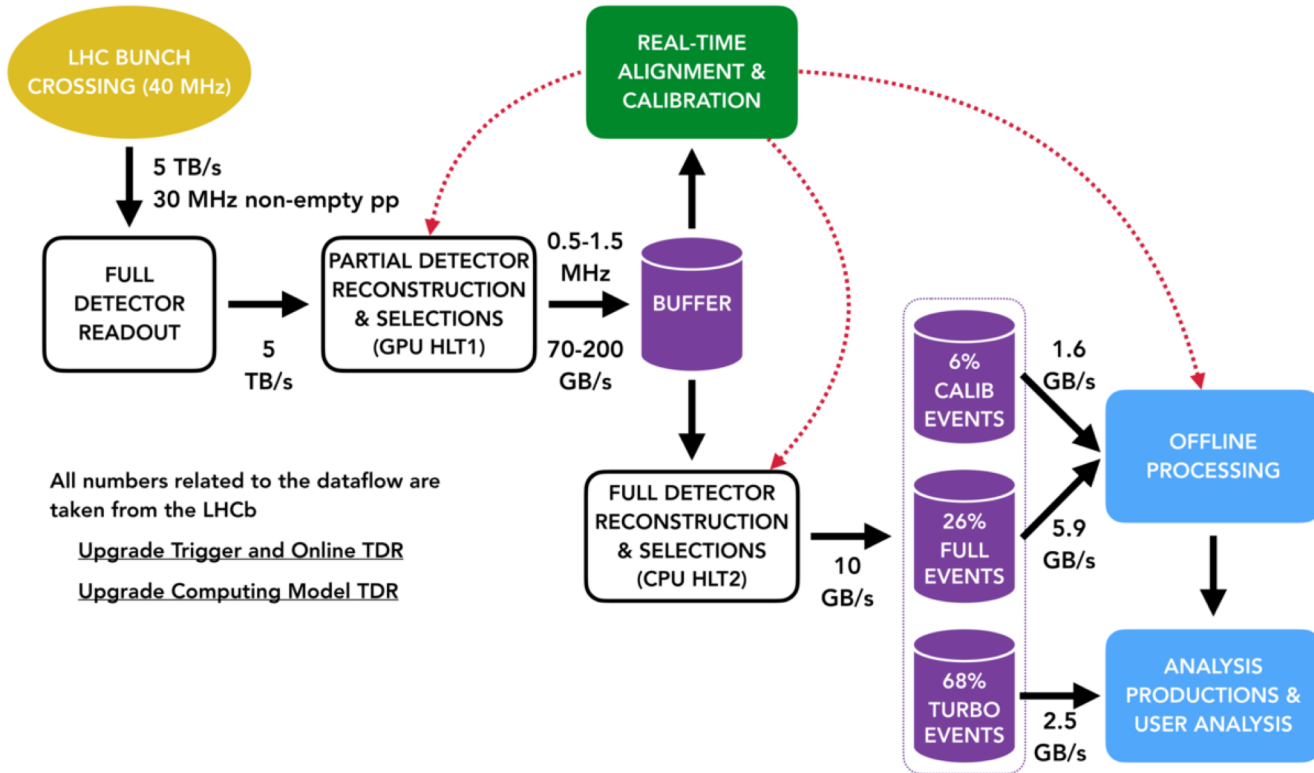 LHC BUNCH
CROSSING (40 MHz)
REAL-TIME
ALIGNMENT &
CALIBRATION
5 TB/s
30 MHz non-empty pp
FULL
DETECTOR
READOUT
5
TB/s
PARTIAL DETECTOR
RECONSTRUCTION
& SELECTIONS
(GPU HLT1)
0.5-1.5
MHz
70-200
GB/s
BUFFER
FULL DETECTOR
RECONSTRUCTION
& SELECTIONS
(CPU HLT2)
10
GB/s
6%
CALIB
EVENTS
1.6
GB/s
26%
FULL
EVENTS
5.9
GB/s
68%
TURBO
EVENTS
2.5
GB/s
OFFLINE
PROCESSING
ANALYSIS
PRODUCTIONS &
USER ANALYSIS
All numbers related to the dataflow are
taken from the LHCb
Upgrade Trigger and Online TDR
Upgrade Computing Model TDR